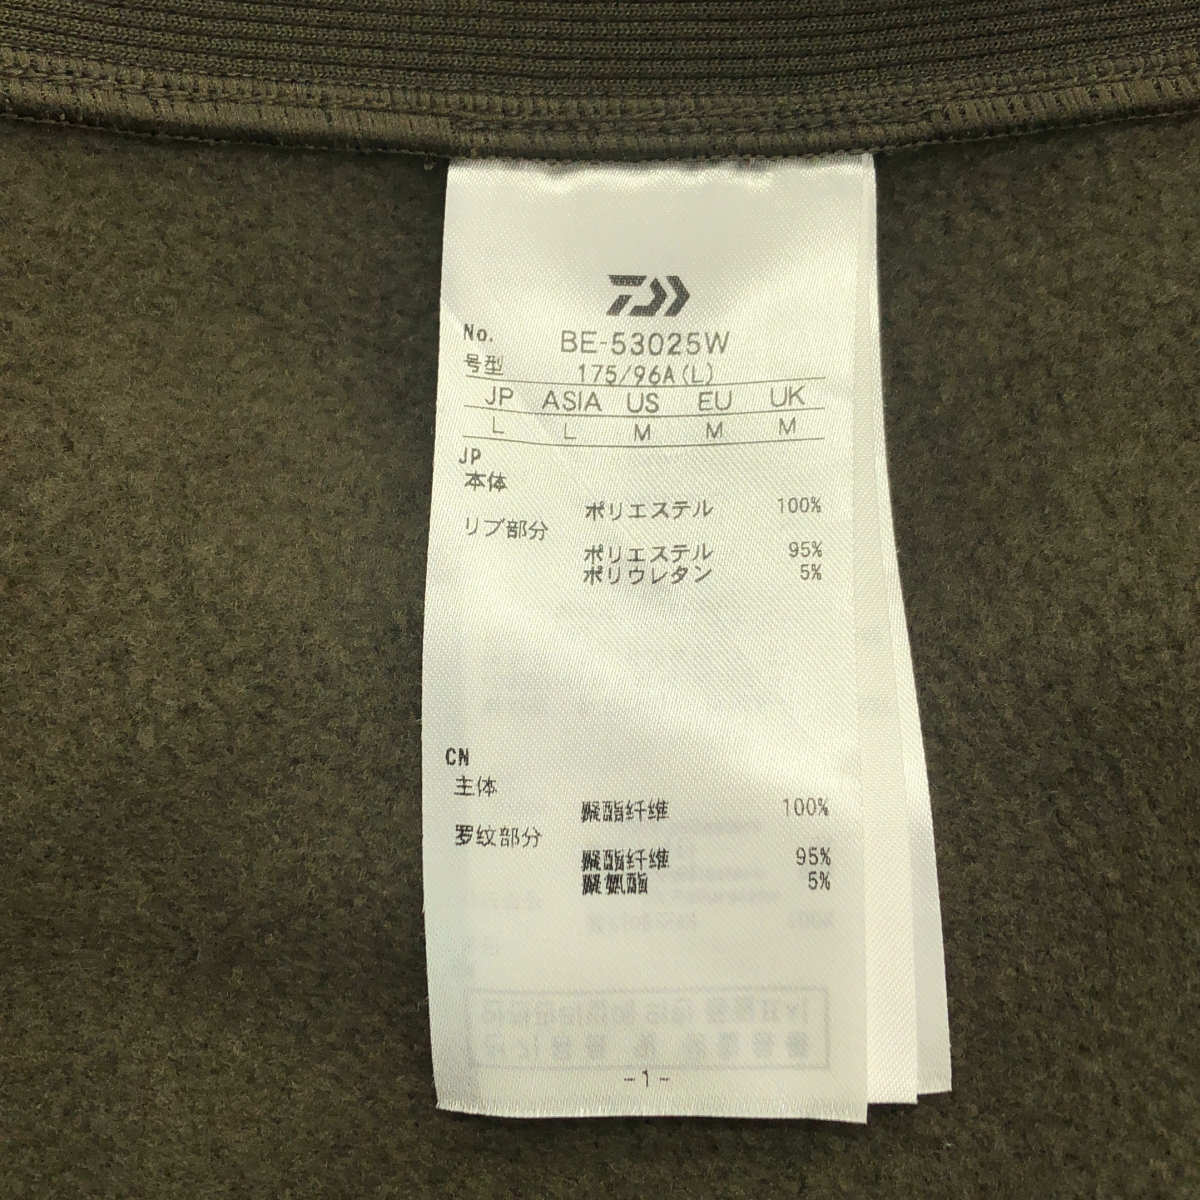 No. BE-53025W
号型 175/96A(L)
JP ASIA US EU UK
L L M M M
JP
本体
ポリエステル 100%
リブ部分
ポリエステル 95%
ポリウレタン 5%
CN
主体
聚酯纤维 100%
罗纹部分
聚酯纤维 95%
聚氨酯 5%
-1-